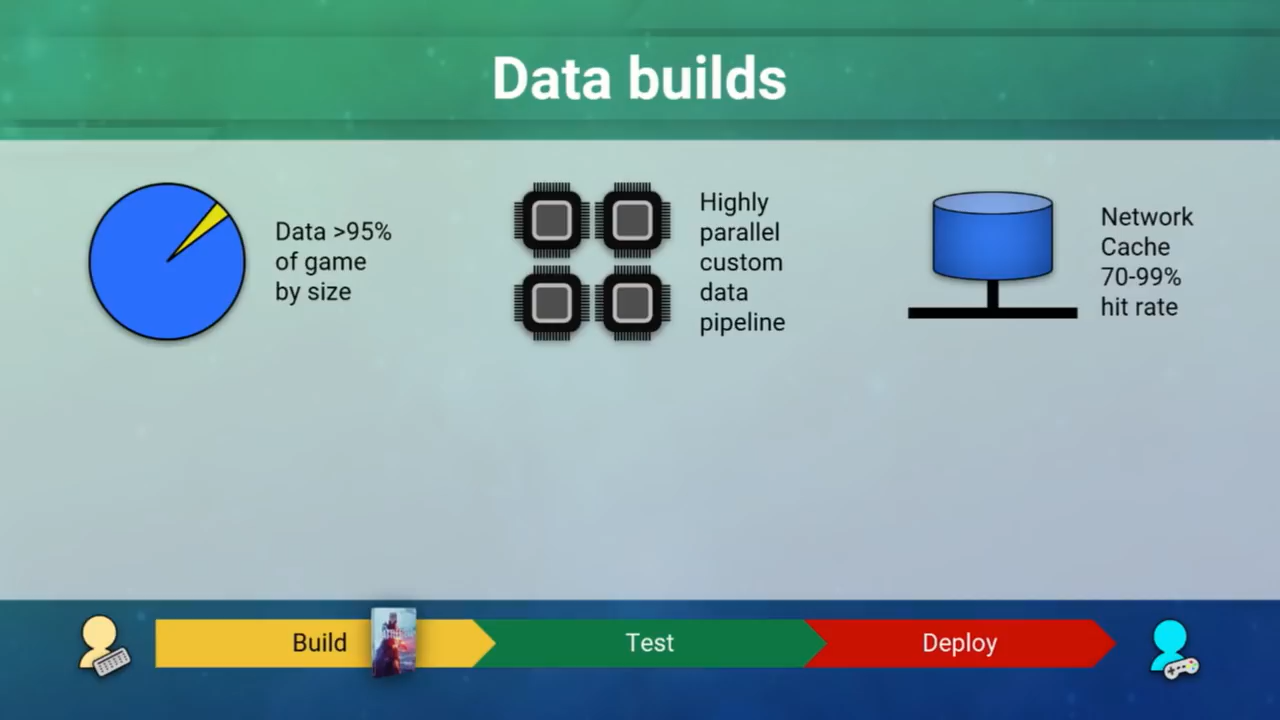 Data builds
Data >95%
of game
by size
Highly
parallel
custom
data
pipeline
Network
Cache
70-99%
hit rate
Build
Test
Deploy